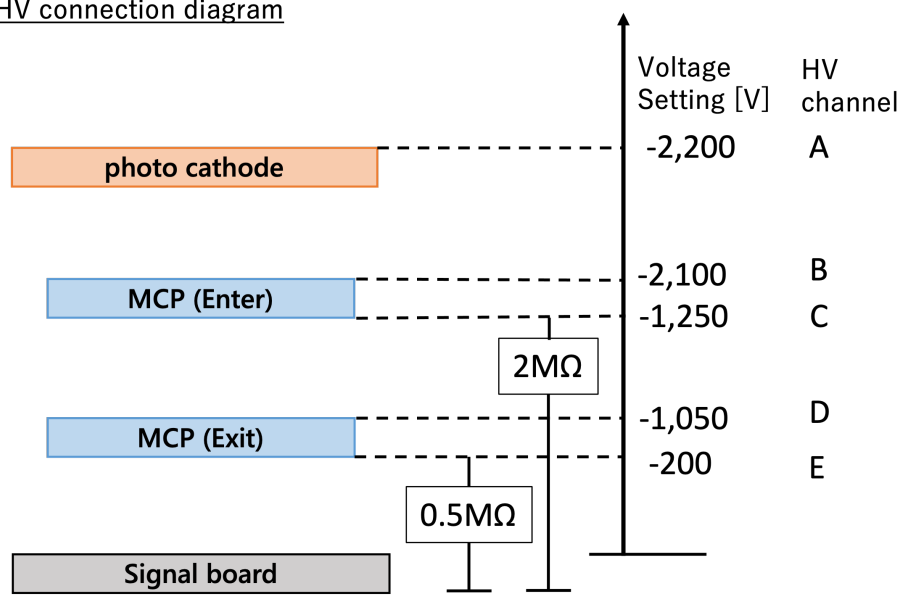 HV connection diagram
Voltage
Setting [V]
HV
channel
photo cathode
-2,200
A
MCP (Enter)
-2,100
B
-1,250
C
2MΩ
MCP (Exit)
-1,050
D
-200
E
0.5MΩ
Signal board